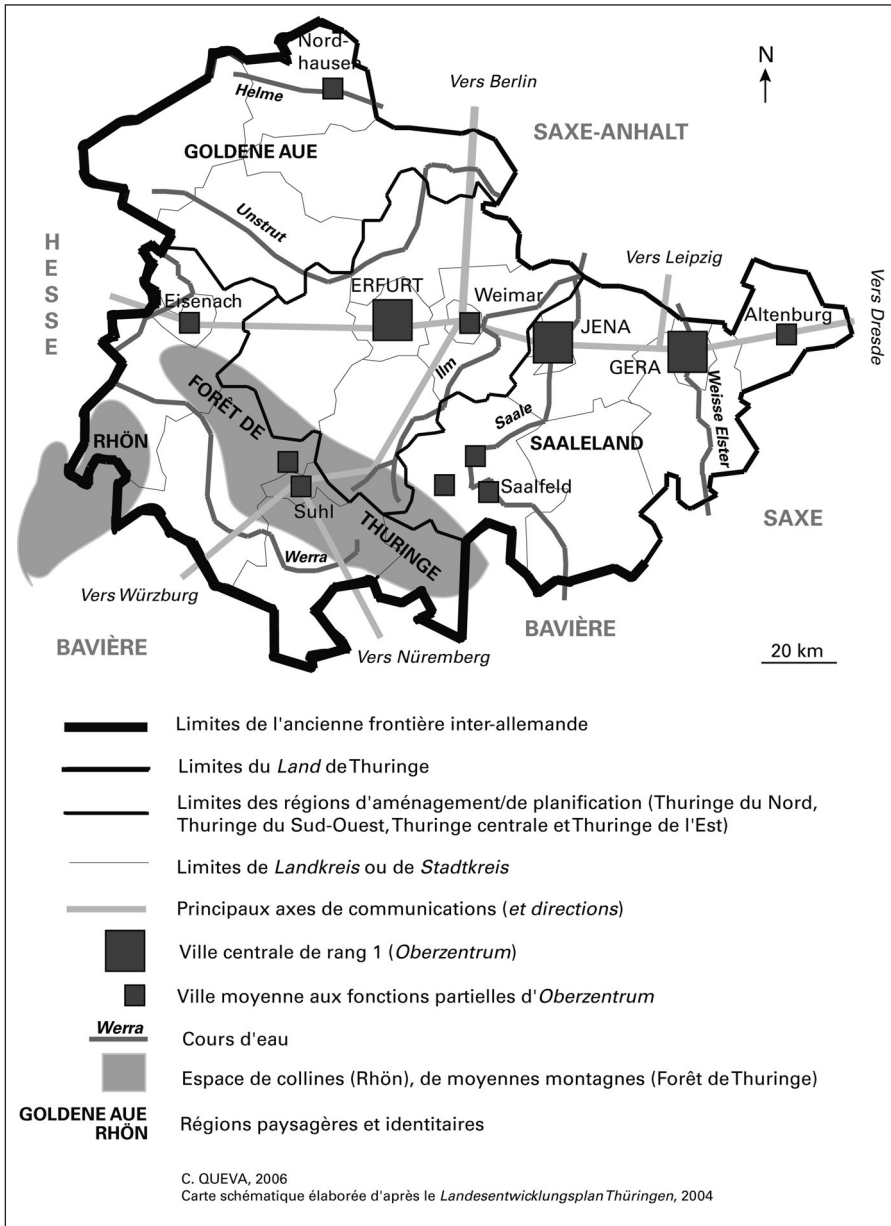 Nord-
hausen
N
Vers Berlin
Helme
SAXE-ANHALT
GOLDENE AUE
Unstrut
HESSE
Vers Leipzig
Vers Dresde
Eisenach
ERFURT
Weimar
JENA
Altenburg
GERA
Ilm
FORÊT DE
THURINGE
Saale
Weisse Elster
RHÖN
SAALELAND
Saalfeld
Suhl
SAXE
Werra
Vers Würzburg
BAVIÈRE
BAVIÈRE
Vers Nüremberg
20 km
Limites de l'ancienne frontière inter-allemande
Limites du Land de Thuringe
Limites des régions d'aménagement/de planification (Thuringe du Nord,
Thuringe du Sud-Ouest, Thuringe centrale et Thuringe de l'Est)
Limites de Landkreis ou de Stadtkreis
Principaux axes de communications (et directions)
Ville centrale de rang 1 (Oberzentrum)
Ville moyenne aux fonctions partielles d'Oberzentrum
Werra
Cours d'eau
Espace de collines (Rhön), de moyennes montagnes (Forêt de Thuringe)
GOLDENE AUE
RHÖN
Régions paysagères et identitaires
C. QUEVA, 2006
Carte schématique élaborée d'après le Landesentwicklungsplan Thüringen, 2004